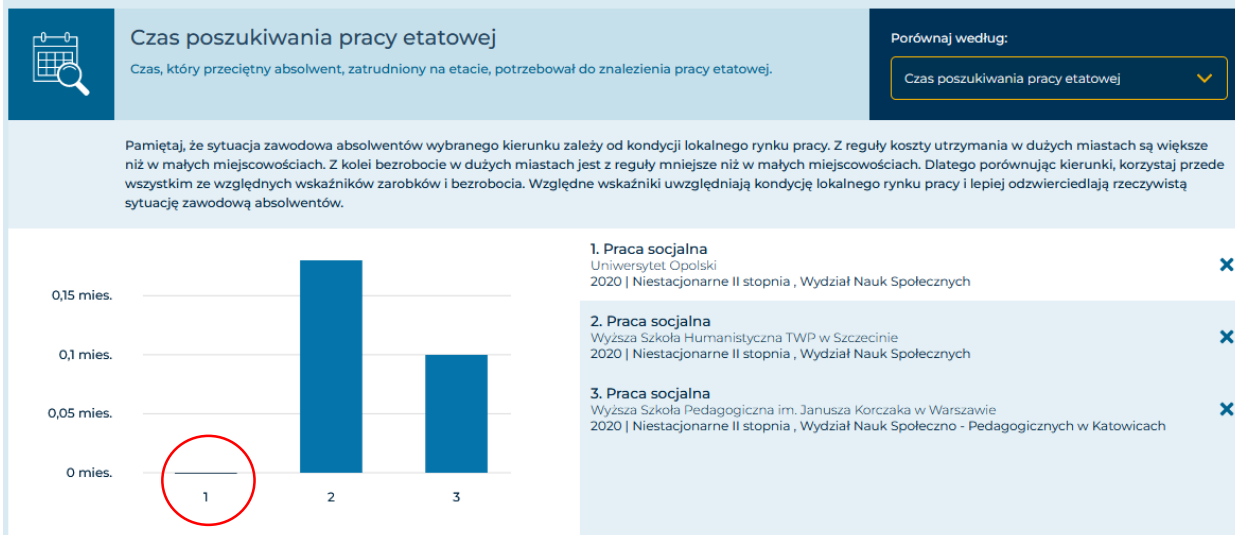 Czas poszukiwania pracy etatowej
Czas, który przeciętny absolwent, zatrudniony na etacie, potrzebował do znalezienia pracy etatowej.
Porównaj według:
Czas poszukiwania pracy etatowej
Pamiętaj, że sytuacja zawodowa absolwentów wybranego kierunku zależy od kondycji lokalnego rynku pracy. Z reguły koszty utrzymania w dużych miastach są większe
niż w małych miejscowościach. Z kolei bezrobocie w dużych miastach jest z reguły mniejsze niż w małych miejscowościach. Dlatego porównując kierunki, korzystaj przede
wszystkim ze względnych wskaźników zarobków i bezrobocia. Względne wskaźniki uwzględniają kondycję lokalnego rynku pracy i lepiej odzwierciedlają rzeczywistą
sytuację zawodową absolwentów.
0,15 mies.
0,1 mies.
0,05 mies.
0 mies.
1
2
3
1. Praca socjalna
Uniwersytet Opolski
2020 | Niestacjonarne II stopnia , Wydział Nauk Społecznych
2. Praca socjalna
Wyższa Szkoła Humanistyczna TWP w Szczecinie
2020 | Niestacjonarne II stopnia , Wydział Nauk Społecznych
3. Praca socjalna
Wyższa Szkoła Pedagogiczna im. Janusza Korczaka w Warszawie
2020 | Niestacjonarne II stopnia , Wydział Nauk Społeczno - Pedagogicznych w Katowicach